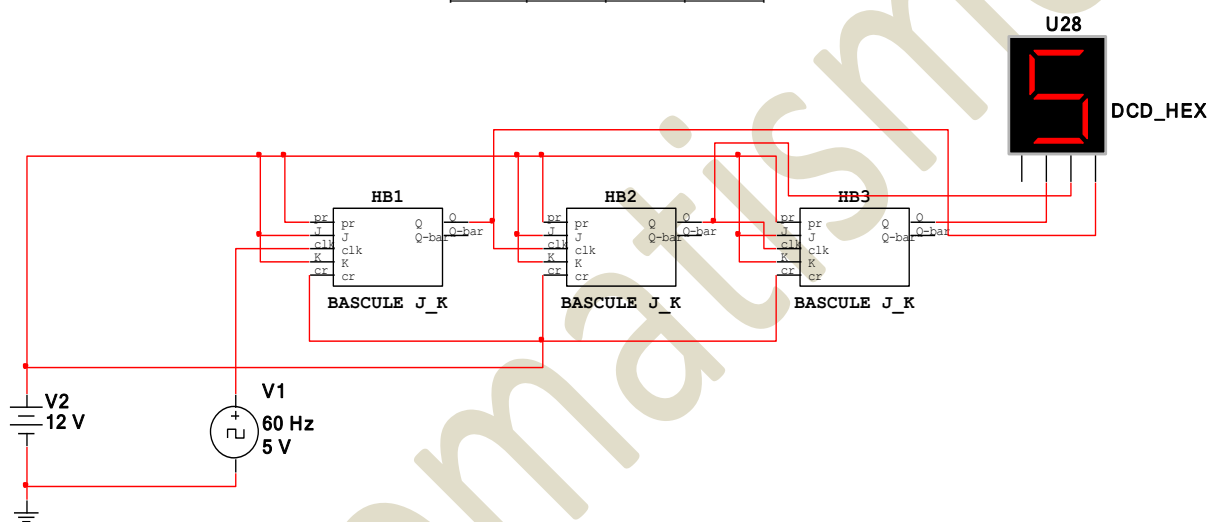 U28
DCD_HEX
HB1
pr
J
clk
K
cr
pr
J
clk
K
cr
Q
Q-bar
Q
Q-bar
BASCULE J_K
HB2
pr
J
clk
K
cr
pr
J
clk
K
cr
Q
Q-bar
Q
Q-bar
BASCULE J_K
HB3
pr
J
clk
K
cr
pr
J
clk
K
cr
Q
Q-bar
Q
Q-bar
BASCULE J_K
V2
12 V
V1
60 Hz
5 V
5
omatism